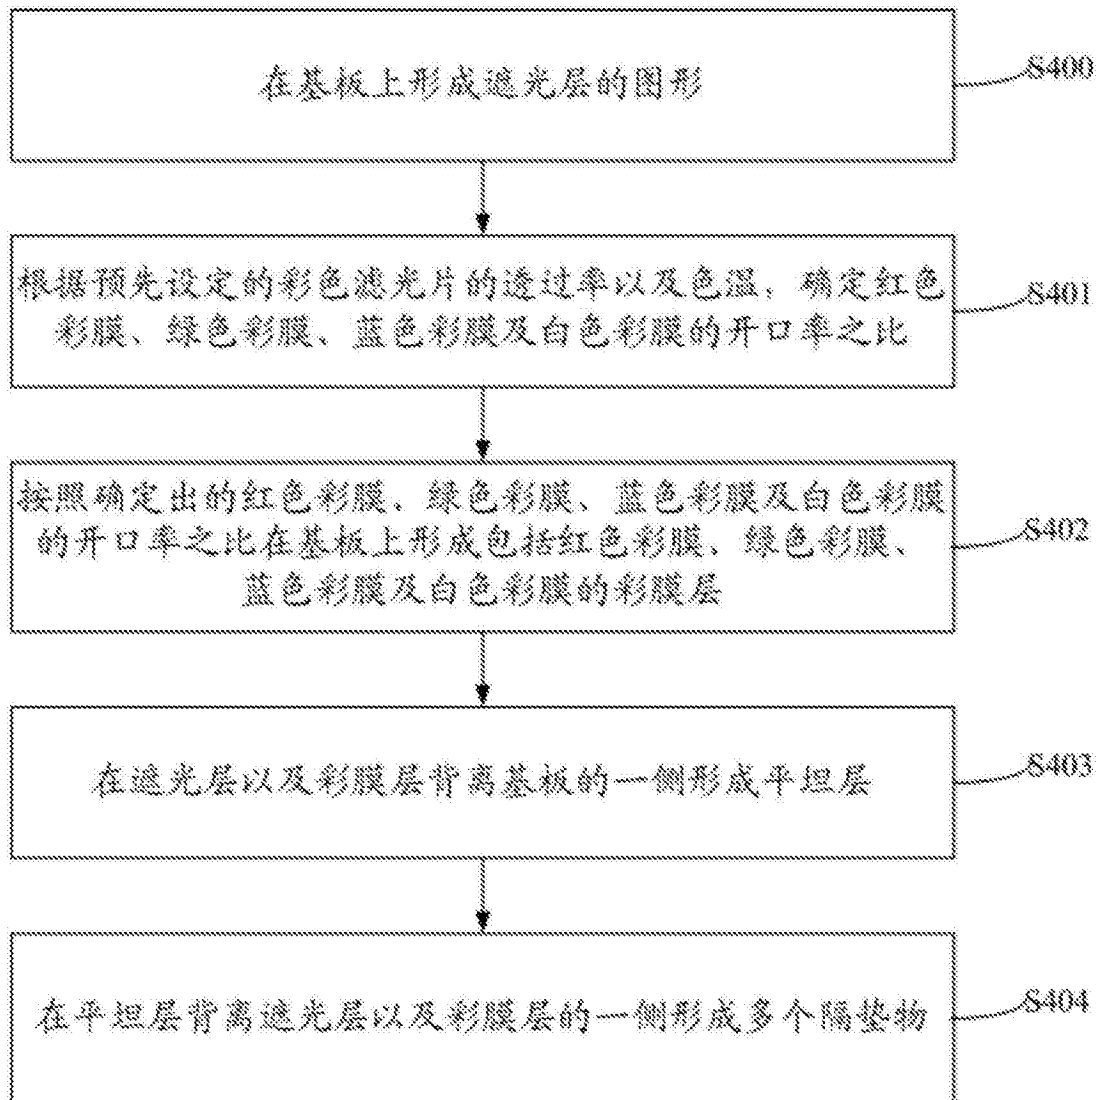 在基板上形成遮光层的图形
S400
根据预先设定的彩色滤光片的透过率以及色温，确定红色
彩膜、绿色彩膜、蓝色彩膜及白色彩膜的开口率之比
S401
按照确定出的红色彩膜、绿色彩膜、蓝色彩膜及白色彩膜
的开口率之比在基板上形成包括红色彩膜、绿色彩膜、
蓝色彩膜及白色彩膜的彩膜层
S402
在遮光层以及彩膜层背离基板的一侧形成平坦层
S403
在平坦层背离遮光层以及彩膜层的一侧形成多个隔垫物
S404